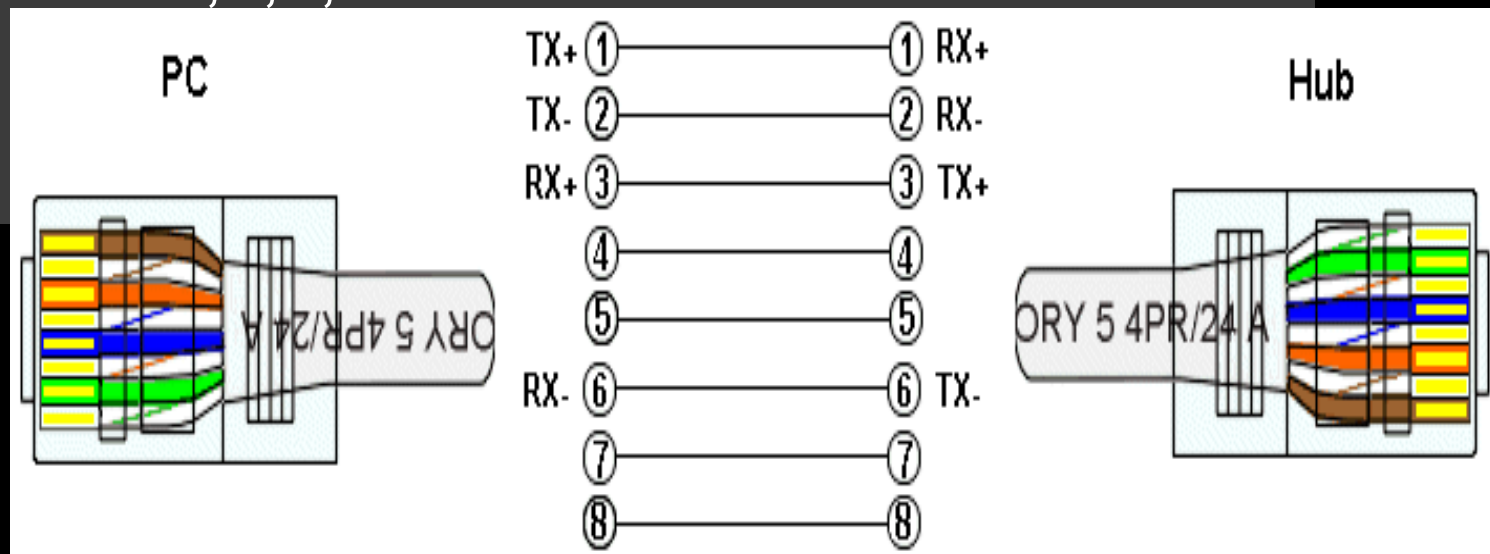 PC
Hub
TX+ 1 1 RX+
TX- 2 2 RX-
RX+ 3 3 TX+
4 4
5 5
RX- 6 6 TX-
7 7
8 8
ORY 5 4PR/24 A
ORY 5 4PR/24 A